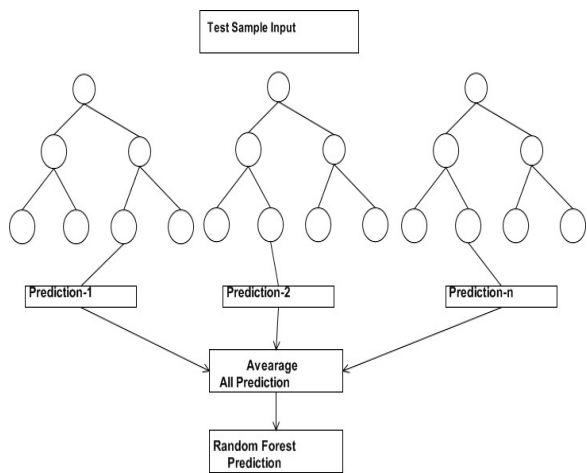 Test Sample Input
Prediction-1
Prediction-2
Prediction-n
Avearage
All Prediction
Random Forest
Prediction